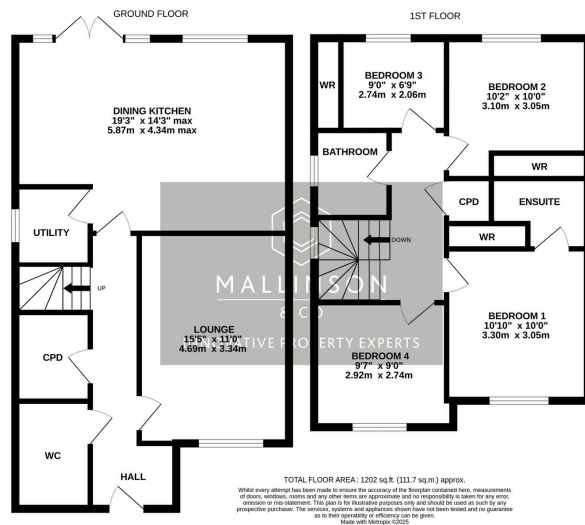 GROUND FLOOR
DINING KITCHEN
19'3" x 14'3" max
5.87m x 4.34m max
UTILITY
UP
LOUNGE
15'5" x 11'0"
4.69m x 3.34m
CPD
WC
HALL
1ST FLOOR
WR
BEDROOM 3
9'0" x 6'9"
2.74m x 2.06m
BEDROOM 2
10'2" x 10'0"
3.10m x 3.05m
BATHROOM
WR
CPD
ENSUITE
WR
DOWN
BEDROOM 1
10'10" x 10'0"
3.30m x 3.05m
BEDROOM 4
9'7" x 9'0"
2.92m x 2.74m
MALLINSON
& CO
PROPERTY EXPERTS
TOTAL FLOOR AREA : 1202 sq.ft. (111.7 sq.m.) approx.
Whilst every attempt has been made to ensure the accuracy of the floorplan contained here, measurements
of doors, windows, rooms and any other items are approximate and no responsibility is taken for any error,
omission or mis-statement. This plan is for illustrative purposes only and should be used as such by any
prospective purchaser. The services, systems and appliances shown have not been tested and no guarantee
as to their operability or efficiency can be given.
Made with Metropix ©2025